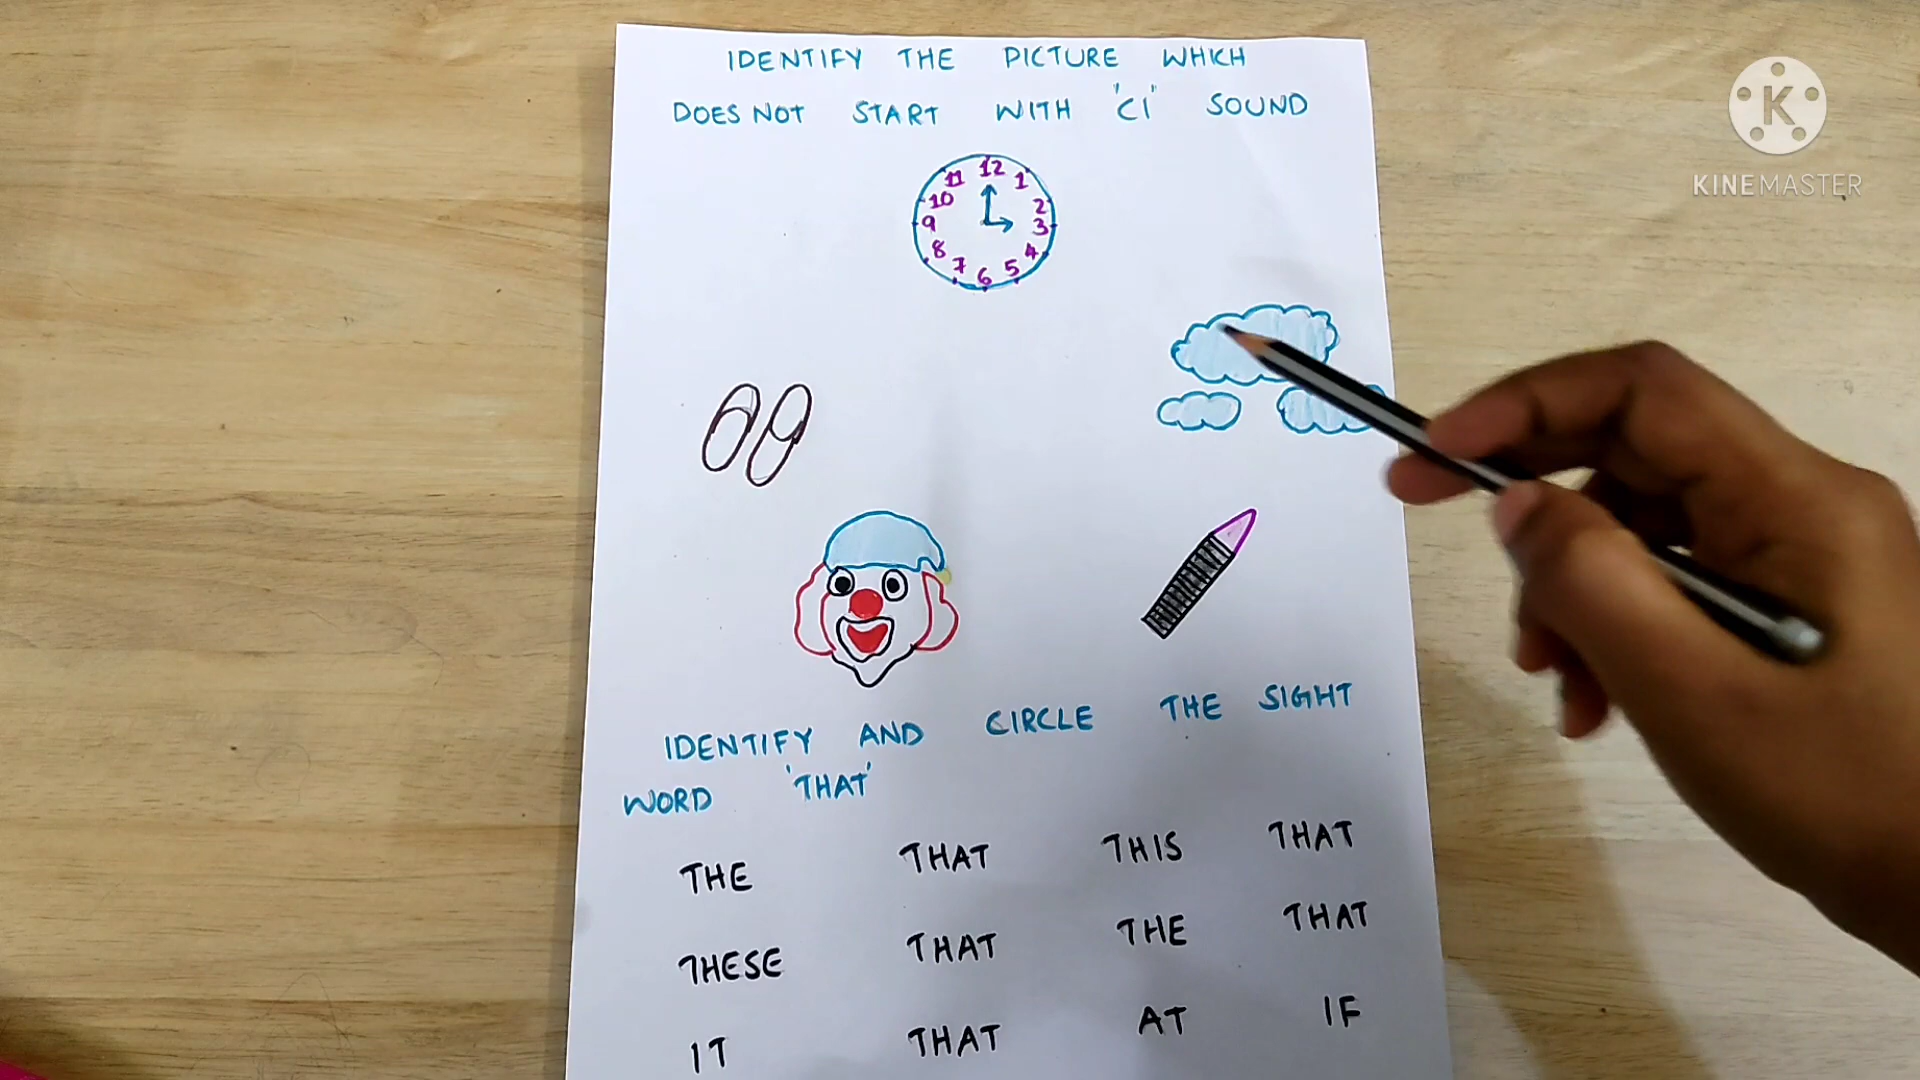 IDENTIFY THE PICTURE WHICH
DOES NOT START WITH 'Cl" SOUND
12
11 1
10 2
9 3
8 4
7 5
6
K
KINEMASTER
IDENTIFY AND CIRCLE THE SIGHT
WORD 'THAT'
THE THAT THIS THAT
THESE THAT THE THAT
IT THAT AT IF